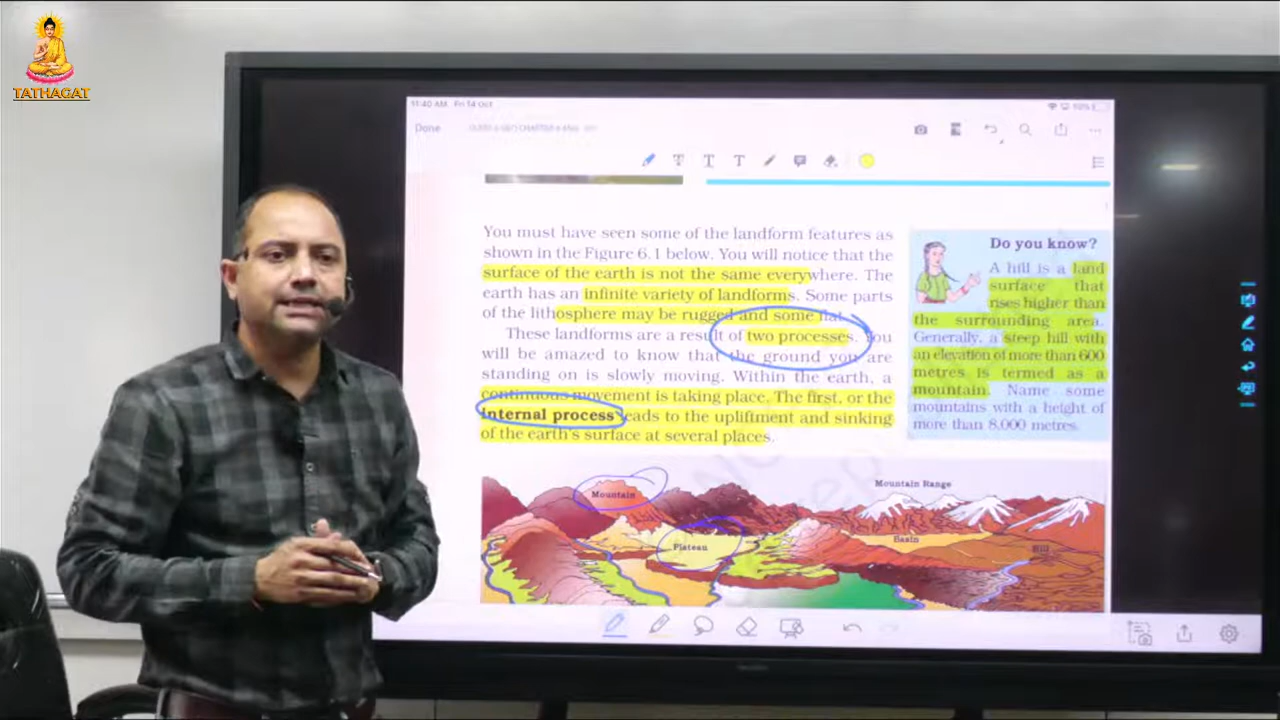 TATHAGAT
11:40 AM Fri 14 Oct
Done
You must have seen some of the landform features as
shown in the Figure 6.1 below. You will notice that the
surface of the earth is not the same everywhere. The
earth has an infinite variety of landforms. Some parts
of the lithosphere may be rugged and some flat.
These landforms are a result of two processes. You
will be amazed to know that the ground you are
standing on is slowly moving. Within the earth, a
continuous movement is taking place. The first, or the
internal process leads to the upliftment and sinking
of the earth's surface at several places.
Do you know?
A hill is a land
surface that
rises higher than
the surrounding area.
Generally, a steep hill with
an elevation of more than 600
metres is termed as a
mountain. Name some
mountains with a height of
more than 8,000 metres.
Mountain
Mountain Range
Plateau
Basin
Hill